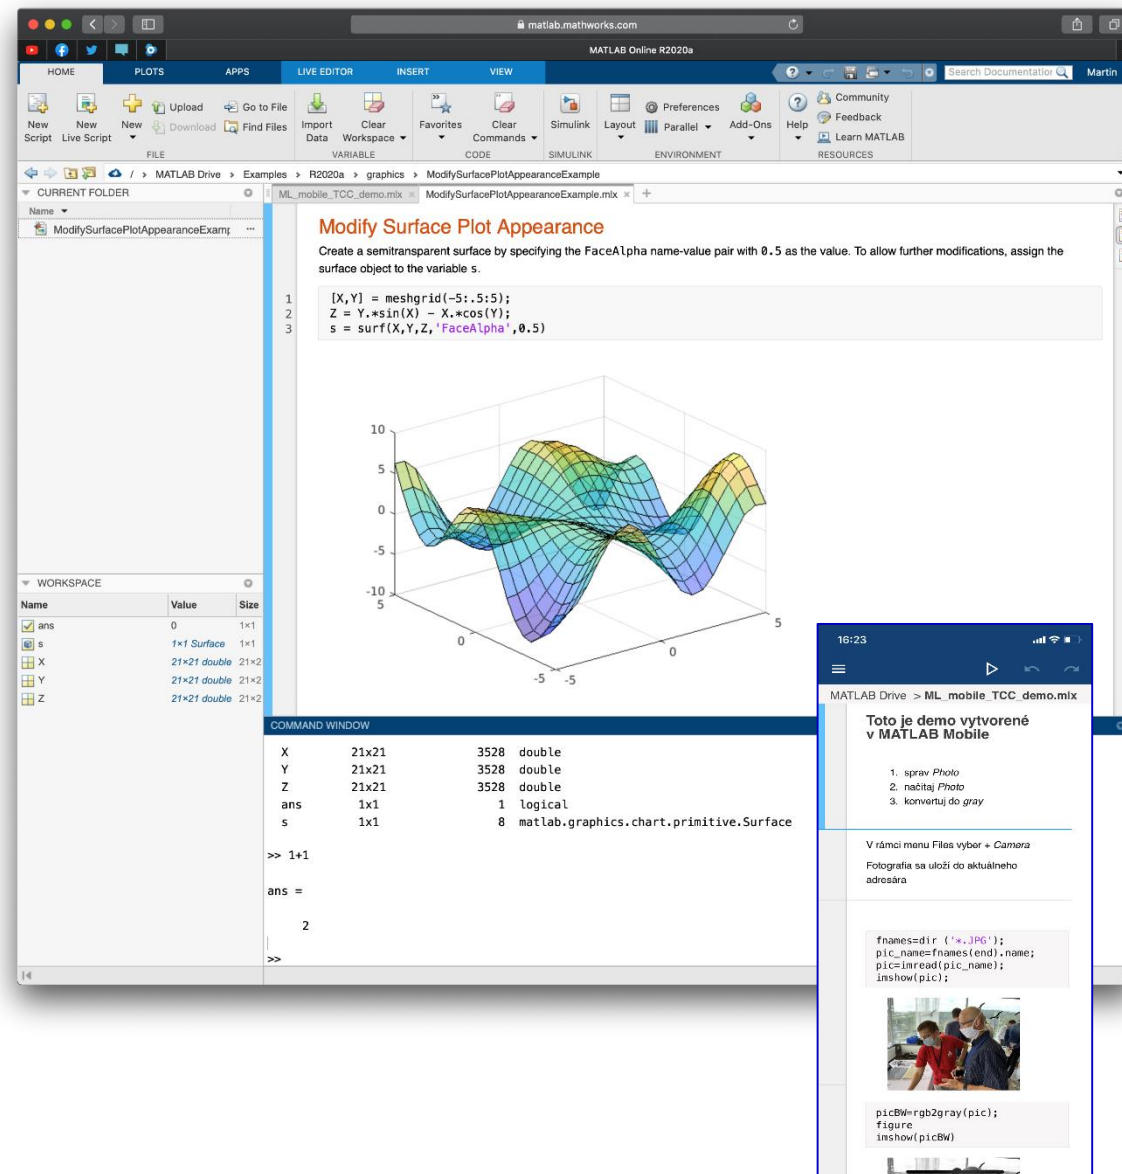 matlab.mathworks.com
MATLAB Online R2020a
HOME PLOTS APPS LIVE EDITOR INSERT VIEW
Search Documentation Martin
New Script
New Live Script
New
Upload
Download
Go to File
Find Files
Import Data
Clear Workspace
Favorites
Clear Commands
Simulink
Layout
Preferences
Parallel
Add-Ons
Help
Community
Feedback
Learn MATLAB
FILE VARIABLE CODE SIMULINK ENVIRONMENT RESOURCES
/ > MATLAB Drive > Examples > R2020a > graphics > ModifySurfacePlotAppearanceExample
CURRENT FOLDER
Name
ModifySurfacePlotAppearanceExamp ...
ML_mobile_TCC_demo.mlx × ModifySurfacePlotAppearanceExample.mlx × +
Modify Surface Plot Appearance
Create a semitransparent surface by specifying the FaceAlpha name-value pair with 0.5 as the value. To allow further modifications, assign the
surface object to the variable s.
1 [X,Y] = meshgrid(-5:.5:5);
2 Z = Y.*sin(X) - X.*cos(Y);
3 s = surf(X,Y,Z,'FaceAlpha',0.5)
10
5
0
-5
-10
5
0
-5
-5
0
5
WORKSPACE
Name Value Size
ans 0 1×1
s 1×1 Surface 1×1
X 21×21 double 21×2
Y 21×21 double 21×2
Z 21×21 double 21×2
COMMAND WINDOW
X 21x21 3528 double
Y 21x21 3528 double
Z 21x21 3528 double
ans 1x1 1 logical
s 1x1 8 matlab.graphics.chart.primitive.Surface
>> 1+1
ans =
2
>>
16:23
MATLAB Drive > ML_mobile_TCC_demo.mlx
Toto je demo vytvorené
v MATLAB Mobile
1. sprav Photo
2. načítaj Photo
3. konvertuj do gray
V rámci menu Files vyber + Camera
Fotografia sa uloží do aktuálneho
adresára
fnames=dir ('*.JPG');
pic_name=fnames(end).name;
pic=imread(pic_name);
imshow(pic);
picBW=rgb2gray(pic);
figure
imshow(picBW)